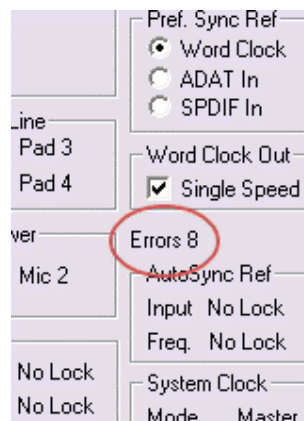 Pref. Sync Ref
Word Clock
ADAT In
SPDIF In
Line
Pad 3
Pad 4
Word Clock Out
Single Speed
Errors 8
Mic 2
AutoSync Ref
Input No Lock
Freq. No Lock
No Lock
No Lock
System Clock
Mode Master